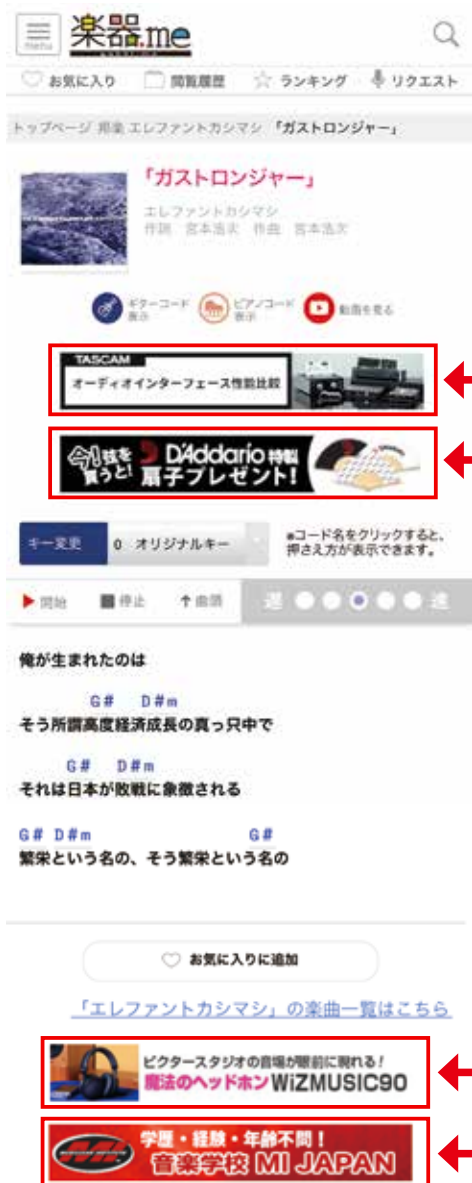 menu
楽器.me
お気に入り 閲覧履歴 ランキング リクエスト
トップページ 邦楽 エレファントカシマシ 「ガストロンジャー」
「ガストロンジャー」
エレファントカシマシ
作詞 宮本浩次 作曲 宮本浩次
ギターコード
表示
ピアノコード
表示
動画を見る
TASCAM
オーディオインターフェース性能比較
今!弦を
買うと!
D'Addario 特製
扇子プレゼント!
キー変更 0 オリジナルキー
※コード名をクリックすると、
押さえ方が表示できます。
開始 停止 曲頭 遅 速
俺が生まれたのは
G# D#m
そう所謂高度経済成長の真っ只中で
G# D#m
それは日本が敗戦に象徴される
G# D#m G#
繁栄という名の、そう繁栄という名の
お気に入りに追加
「エレファントカシマシ」の楽曲一覧はこちら
ビクタースタジオの音場が眼前に現れる!
魔法のヘッドホン WiZMUSIC90
学歴・経験・年齢不問!
音楽学校 MI JAPAN